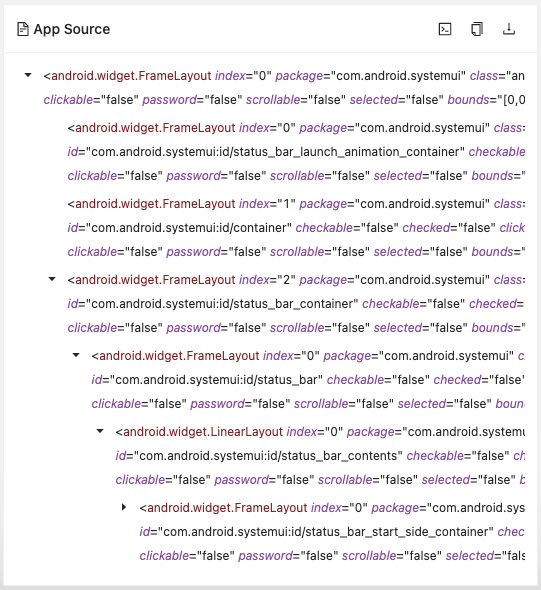 App Source
<android.widget.FrameLayout index="0" package="com.android.systemui" class="an
clickable="false" password="false" scrollable="false" selected="false" bounds="[0,0
<android.widget.FrameLayout index="0" package="com.android.systemui" class=
id="com.android.systemui:id/status_bar_launch_animation_container" checkable
clickable="false" password="false" scrollable="false" selected="false" bounds="
<android.widget.FrameLayout index="1" package="com.android.systemui" class=
id="com.android.systemui:id/container" checkable="false" checked="false" click
clickable="false" password="false" scrollable="false" selected="false" bounds="
<android.widget.FrameLayout index="2" package="com.android.systemui" class=
id="com.android.systemui:id/status_bar_container" checkable="false" checked=
clickable="false" password="false" scrollable="false" selected="false" bounds="
<android.widget.FrameLayout index="0" package="com.android.systemui" c
id="com.android.systemui:id/status_bar" checkable="false" checked="false"
clickable="false" password="false" scrollable="false" selected="false" boun
<android.widget.LinearLayout index="0" package="com.android.systemu
id="com.android.systemui:id/status_bar_contents" checkable="false" ch
clickable="false" password="false" scrollable="false" selected="false" b
<android.widget.FrameLayout index="0" package="com.android.sys
id="com.android.systemui:id/status_bar_start_side_container" chec
clickable="false" password="false" scrollable="false" selected="fals